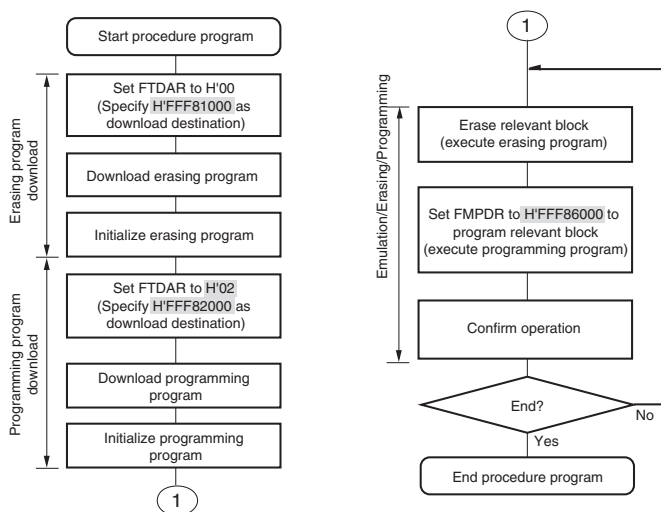 Start procedure program
Erasing program
download
Set FTDAR to H'00
(Specify H'FFF81000 as
download destination)
Download erasing program
Initialize erasing program
Programming program
download
Set FTDAR to H'02
(Specify H'FFF82000 as
download destination)
Download programming
program
Initialize programming
program
1
1
Emulation/Erasing/Programming
Erase relevant block
(execute erasing program)
Set FMPDR to H'FFF86000 to
program relevant block
(execute programming program)
Confirm operation
End?
No
Yes
End procedure program